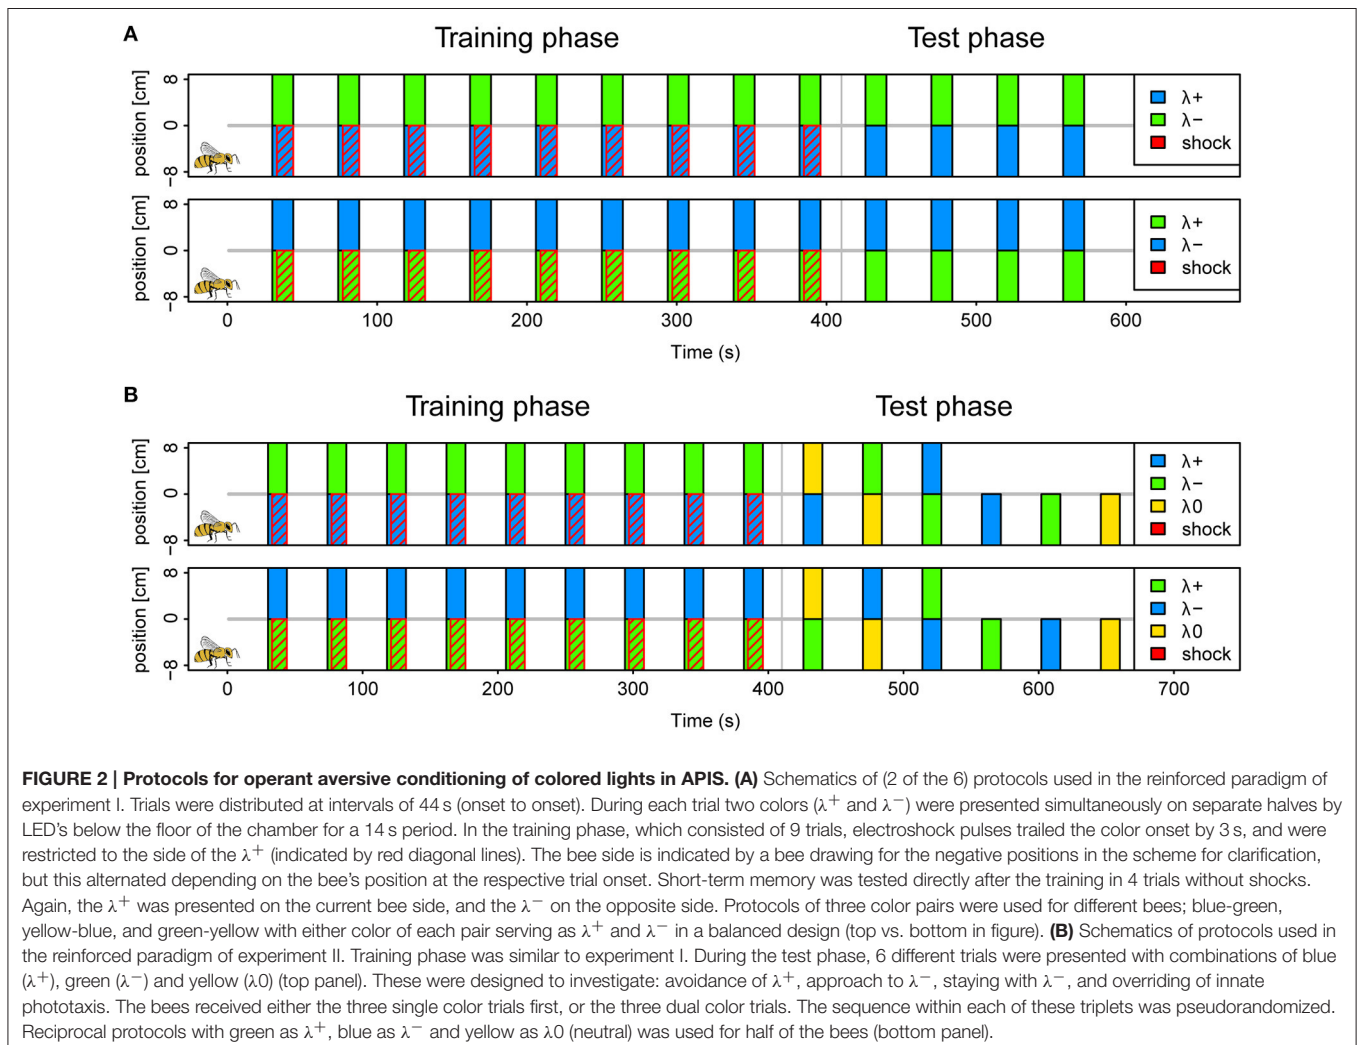 A
Training phase
Test phase
position [cm]
8
0
−8
λ+
λ−
shock
position [cm]
8
0
−8
λ+
λ−
shock
0 100 200 300 400 500 600
Time (s)
B
Training phase
Test phase
position [cm]
8
0
−8
λ+
λ−
λ0
shock
position [cm]
8
0
−8
λ+
λ−
λ0
shock
0 100 200 300 400 500 600 700
Time (s)
FIGURE 2 | Protocols for operant aversive conditioning of colored lights in APIS. (A) Schematics of (2 of the 6) protocols used in the reinforced paradigm of
experiment I. Trials were distributed at intervals of 44 s (onset to onset). During each trial two colors (λ+ and λ−) were presented simultaneously on separate halves by
LED's below the floor of the chamber for a 14 s period. In the training phase, which consisted of 9 trials, electroshock pulses trailed the color onset by 3 s, and were
restricted to the side of the λ+ (indicated by red diagonal lines). The bee side is indicated by a bee drawing for the negative positions in the scheme for clarification,
but this alternated depending on the bee's position at the respective trial onset. Short-term memory was tested directly after the training in 4 trials without shocks.
Again, the λ+ was presented on the current bee side, and the λ− on the opposite side. Protocols of three color pairs were used for different bees; blue-green,
yellow-blue, and green-yellow with either color of each pair serving as λ+ and λ− in a balanced design (top vs. bottom in figure). (B) Schematics of protocols used in
the reinforced paradigm of experiment II. Training phase was similar to experiment I. During the test phase, 6 different trials were presented with combinations of blue
(λ+), green (λ−) and yellow (λ0) (top panel). These were designed to investigate: avoidance of λ+, approach to λ−, staying with λ−, and overriding of innate
phototaxis. The bees received either the three single color trials first, or the three dual color trials. The sequence within each of these triplets was pseudorandomized.
Reciprocal protocols with green as λ+, blue as λ− and yellow as λ0 (neutral) was used for half of the bees (bottom panel).